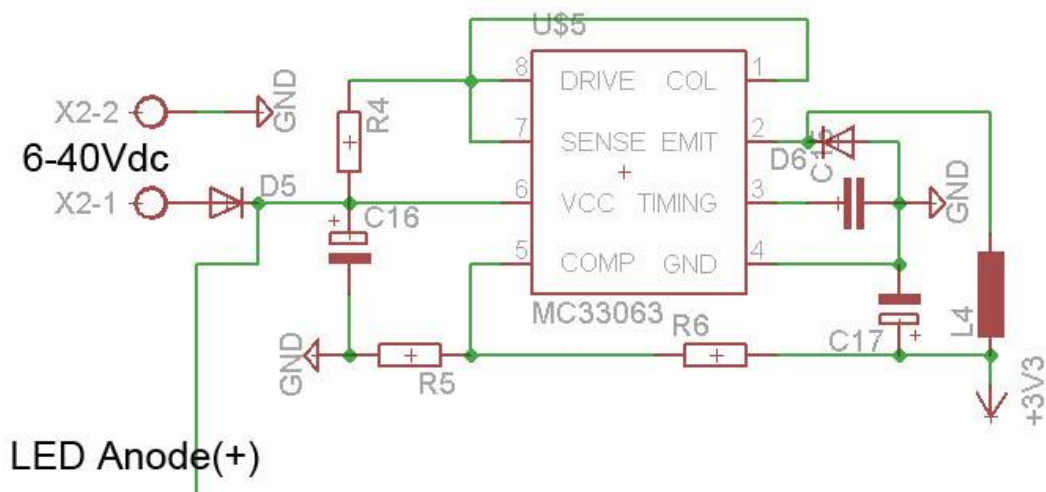 U$5
8 DRIVE COL 1
X2-2 GND R4
7 SENSE EMIT 2
6-40Vdc
D6 C15
X2-1 D5
6 VCC TIMING 3
GND
C16
5 COMP GND 4
MC33063
L4
R6 C17
GND R5
+3V3
LED Anode(+)